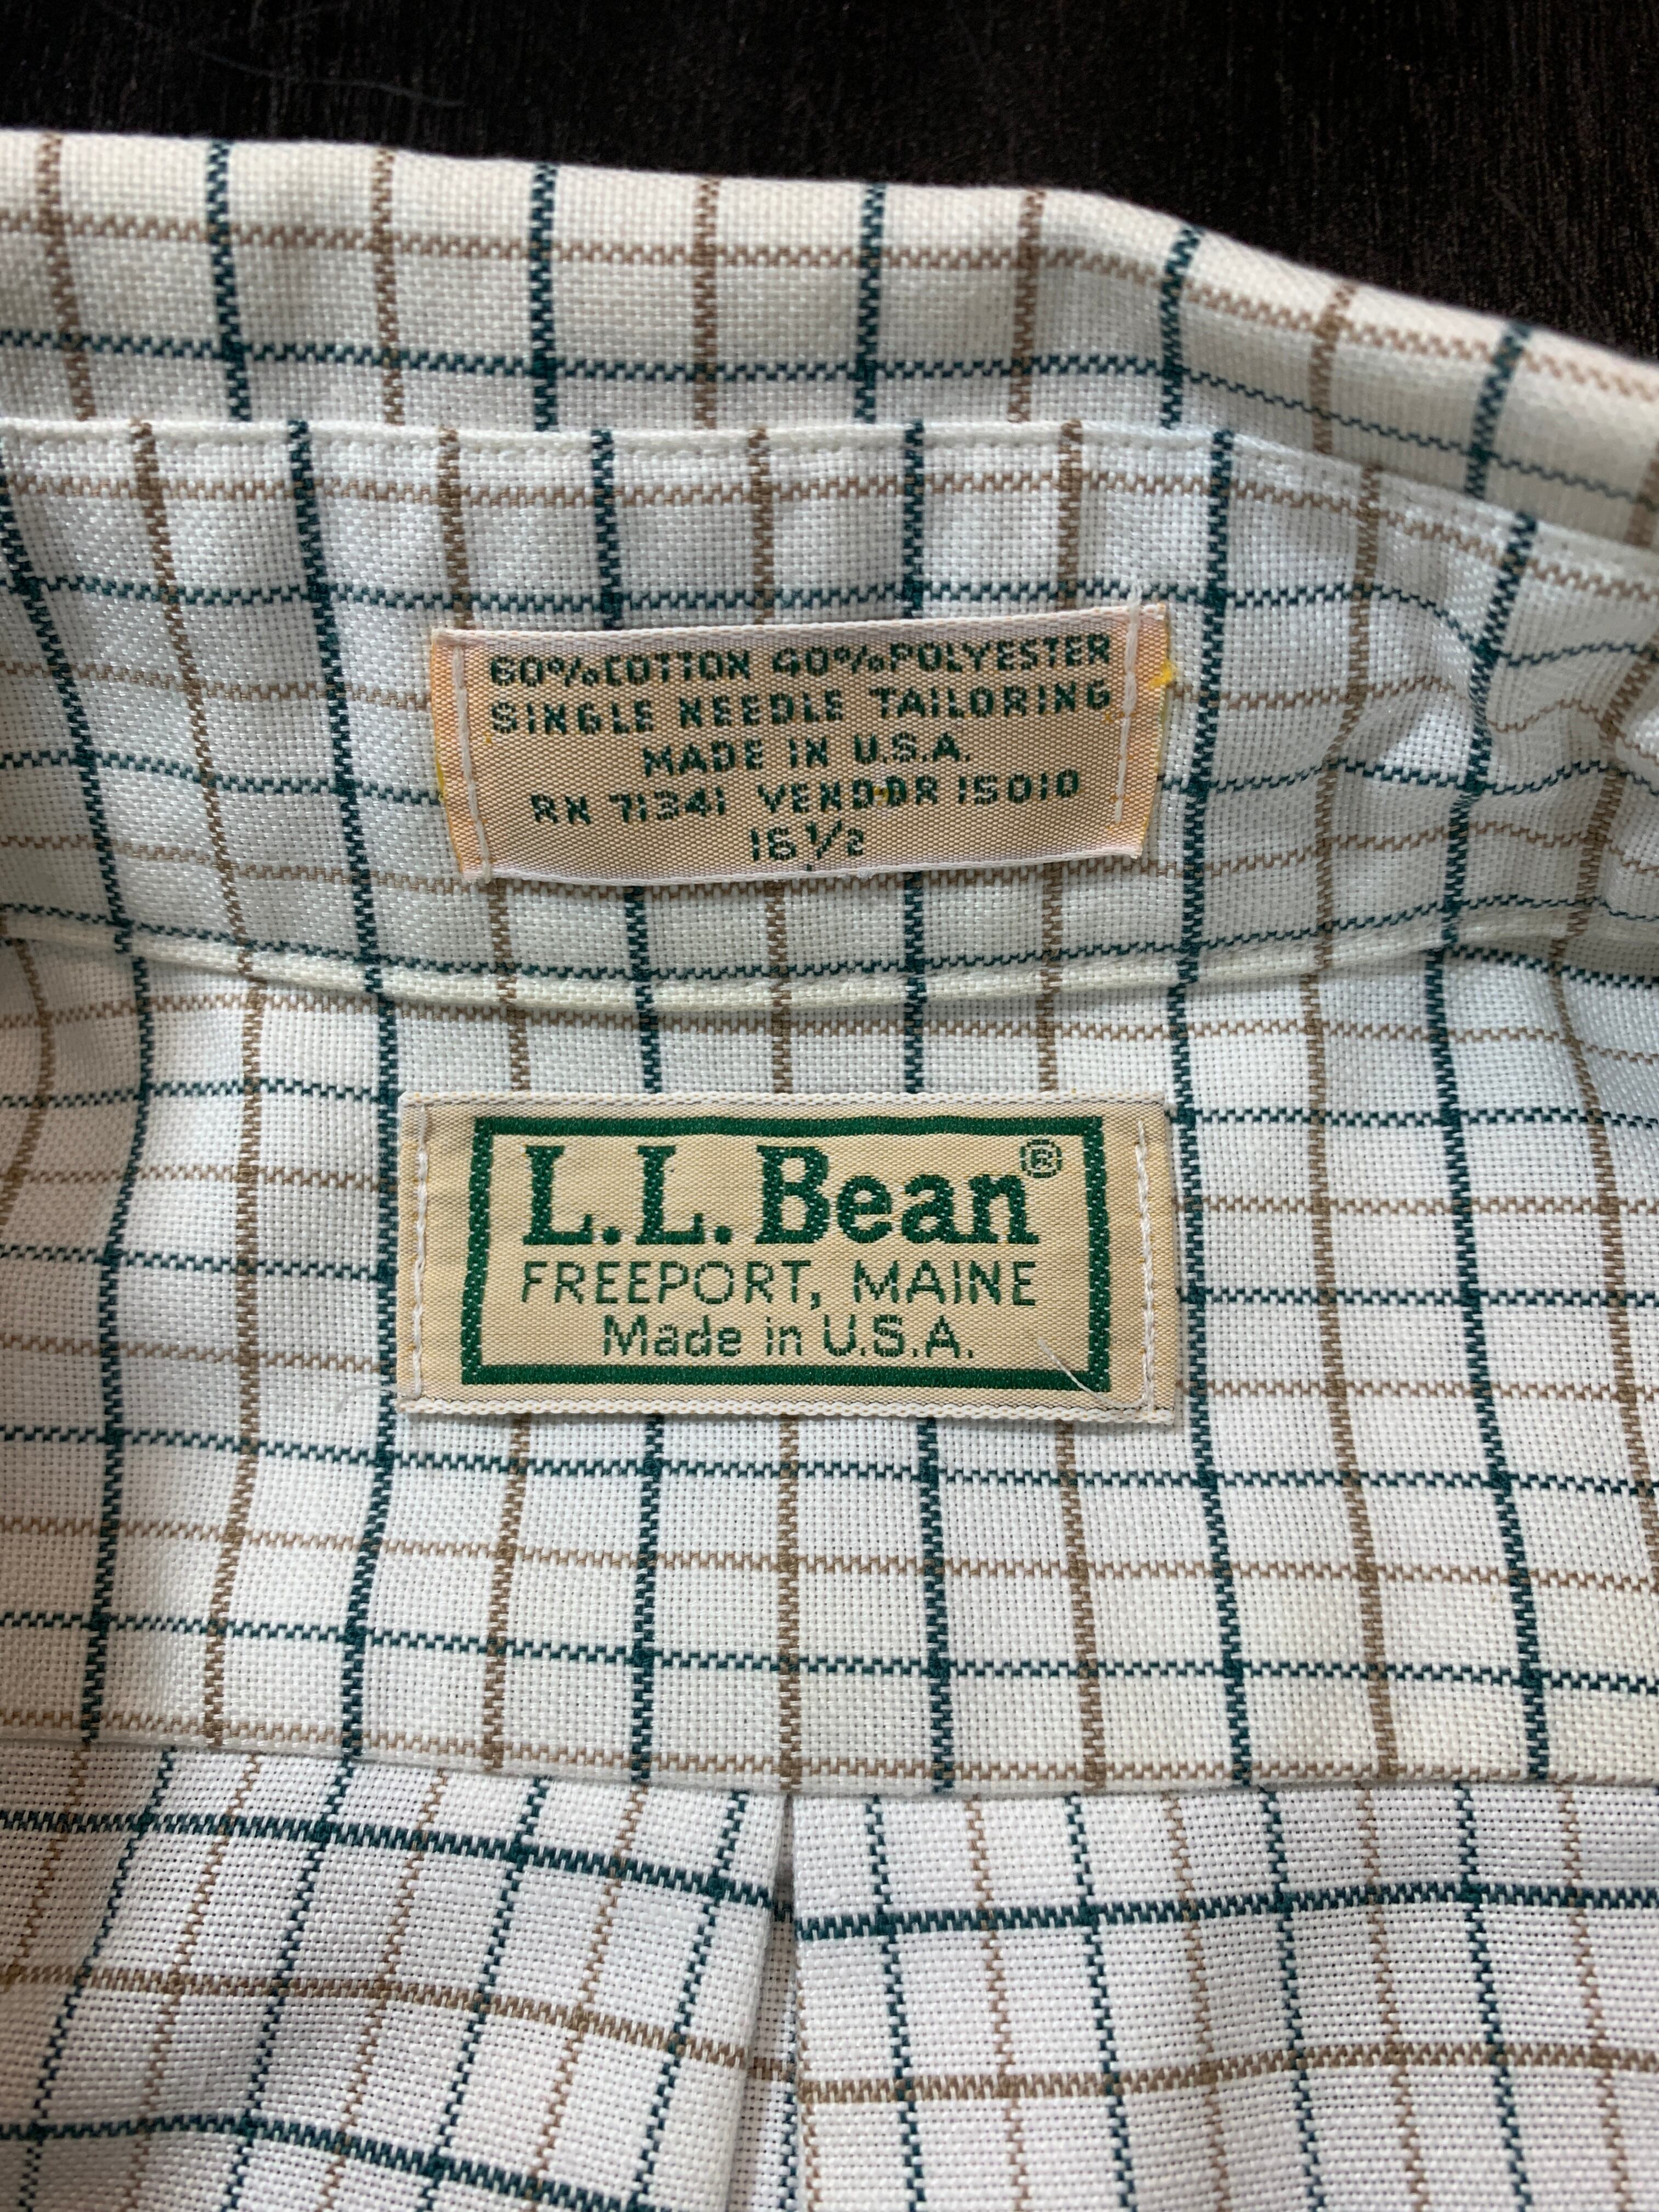 60% COTTON 40% POLYESTER
SINGLE NEEDLE TAILORING
MADE IN U.S.A.
RN 71341 VENDOR 15010
16 1/2
L.L.Bean®
FREEPORT, MAINE
Made in U.S.A.